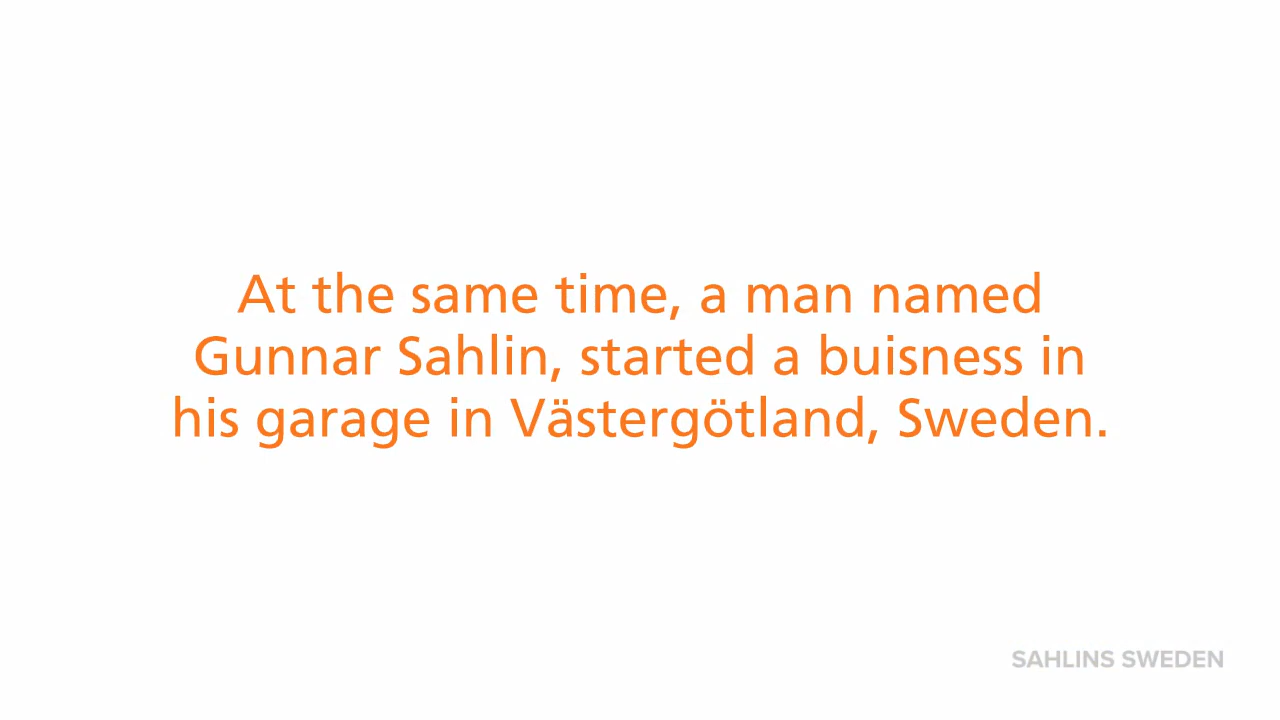 At the same time, a man named
Gunnar Sahlin, started a buisness in
his garage in Västergötland, Sweden.
SAHLINS SWEDEN